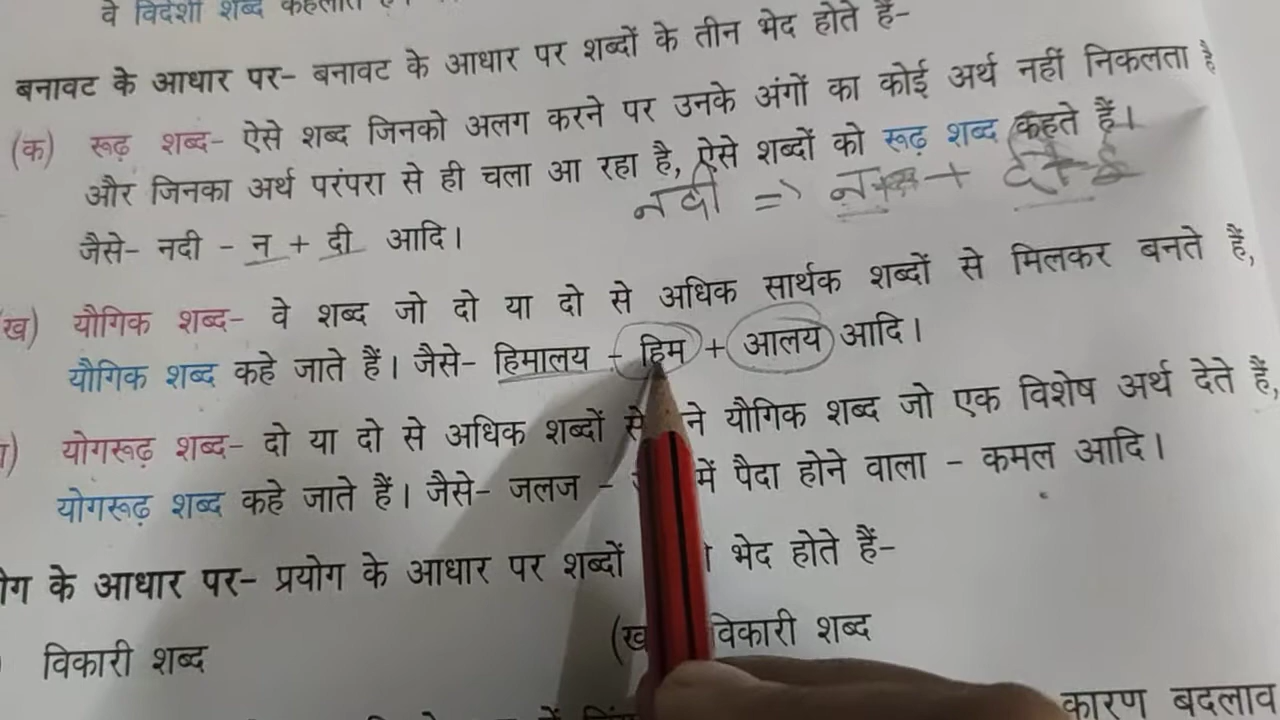 वे विदेशी शब्द कहलाते
बनावट के आधार पर– बनावट के आधार पर शब्दों के तीन भेद होते हैं–
(क) रूढ़ शब्द– ऐसे शब्द जिनको अलग करने पर उनके अंगों का कोई अर्थ नहीं निकलता है
और जिनका अर्थ परंपरा से ही चला आ रहा है, ऐसे शब्दों को रूढ़ शब्द कहते हैं।
नदी => न +
जैसे– नदी – न + दी आदि।
ख) यौगिक शब्द– वे शब्द जो दो या दो से अधिक सार्थक शब्दों से मिलकर बनते हैं,
यौगिक शब्द कहे जाते हैं। जैसे– हिमालय – हिम + आलय आदि।
) योगरूढ़ शब्द– दो या दो से अधिक शब्दों से ने यौगिक शब्द जो एक विशेष अर्थ देते हैं,
योगरूढ़ शब्द कहे जाते हैं। जैसे– जलज – में पैदा होने वाला – कमल आदि।
के आधार पर– प्रयोग के आधार पर शब्दों भेद होते हैं–
विकारी शब्द (ख विकारी शब्द
कारण बदलाव